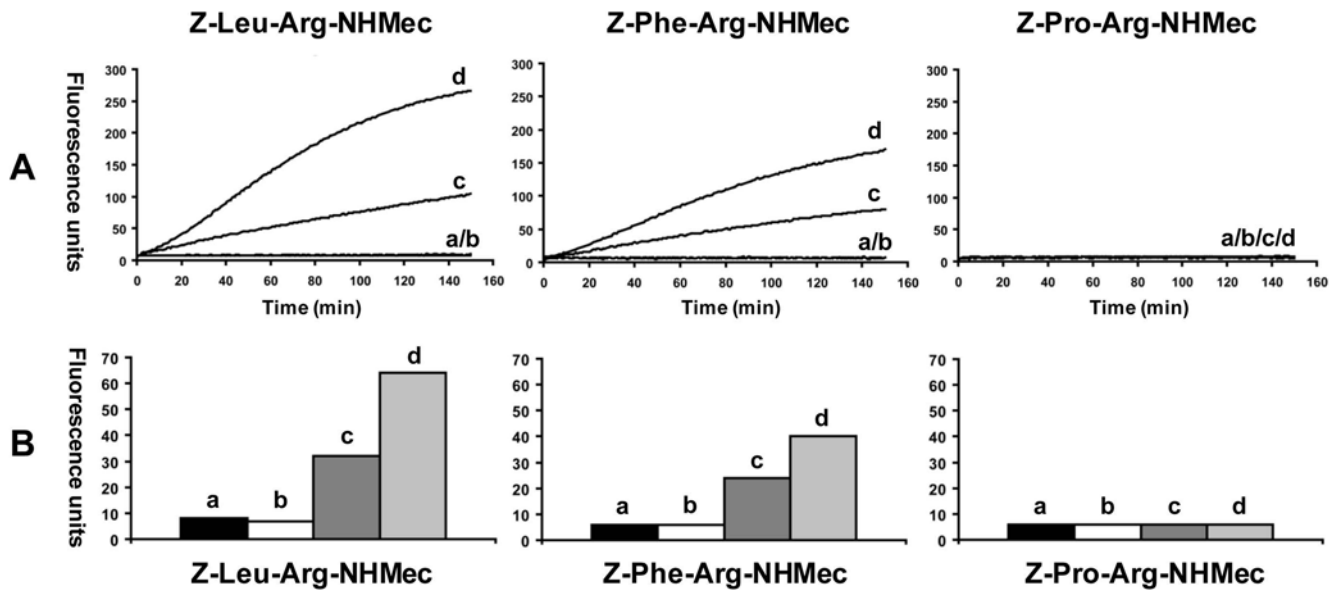 Z-Leu-Arg-NHMec Z-Phe-Arg-NHMec Z-Pro-Arg-NHMec
A
Fluorescence units
300 250 200 150 100 50 0
d
c
a/b
0 20 40 60 80 100 120 140 160
Time (min)
300 250 200 150 100 50 0
d
c
a/b
0 20 40 60 80 100 120 140 160
Time (min)
300 250 200 150 100 50 0
a/b/c/d
0 20 40 60 80 100 120 140 160
Time (min)
B
Fluorescence units
70 60 50 40 30 20 10 0
a b c d
Z-Leu-Arg-NHMec
70 60 50 40 30 20 10 0
a b c d
Z-Phe-Arg-NHMec
70 60 50 40 30 20 10 0
a b c d
Z-Pro-Arg-NHMec